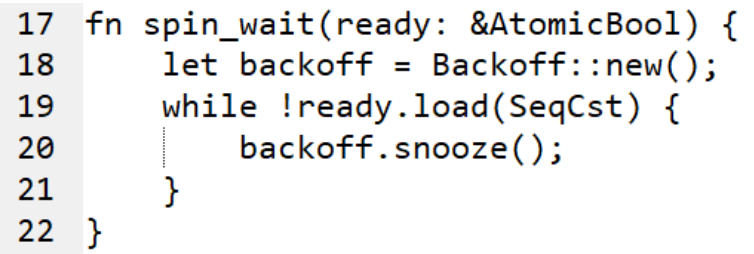 17 fn spin_wait(ready: &AtomicBool) {
18     let backoff = Backoff::new();
19     while !ready.load(SeqCst) {
20         backoff.snooze();
21     }
22 }